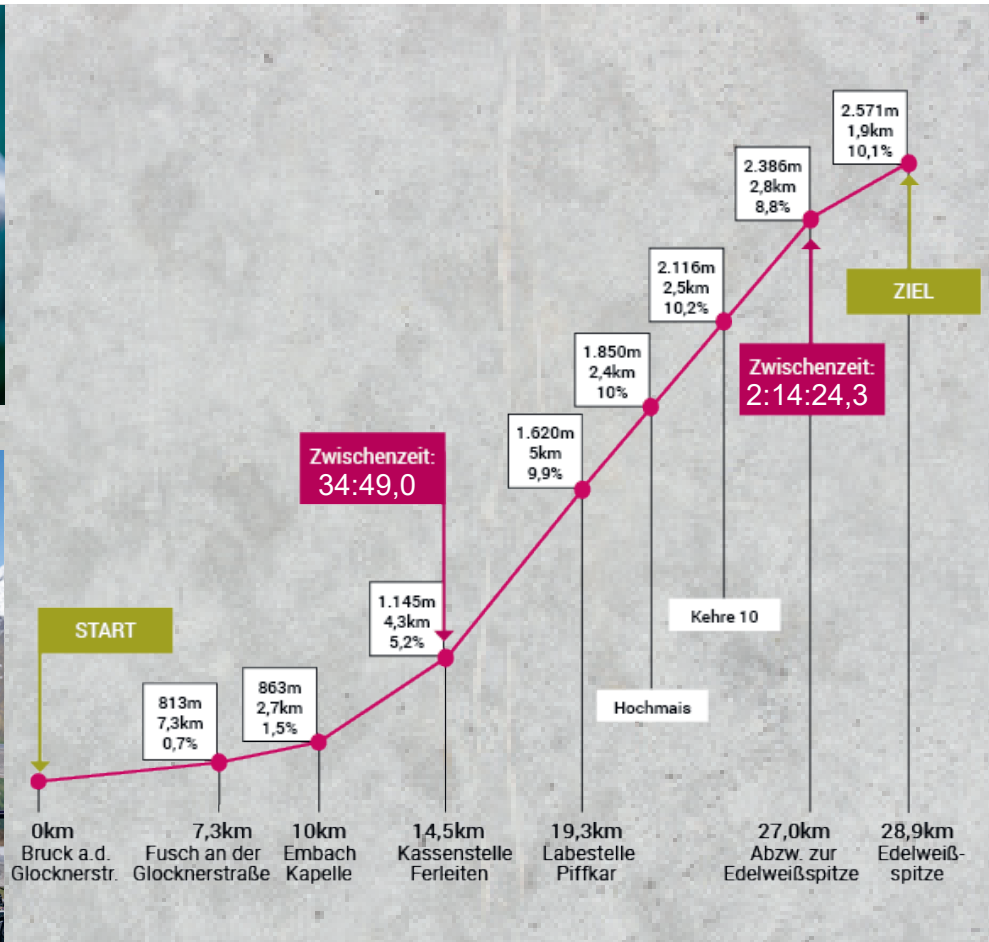 2.571m
1,9km
10,1%
2.386m
2,8km
8,8%
ZIEL
2.116m
2,5km
10,2%
1.850m
2,4km
10%
Zwischenzeit:
2:14:24,3
1.620m
5km
9,9%
Zwischenzeit:
34:49,0
1.145m
4,3km
5,2%
Kehre 10
START
863m
2,7km
1,5%
813m
7,3km
0,7%
Hochmais
0km
Bruck a.d.
Glocknerstr.
7,3km
Fusch an der
Glocknerstraße
10km
Embach
Kapelle
14,5km
Kassenstelle
Ferleiten
19,3km
Labestelle
Piffkar
27,0km
Abzw. zur
Edelweißspitze
28,9km
Edelweiß-
spitze